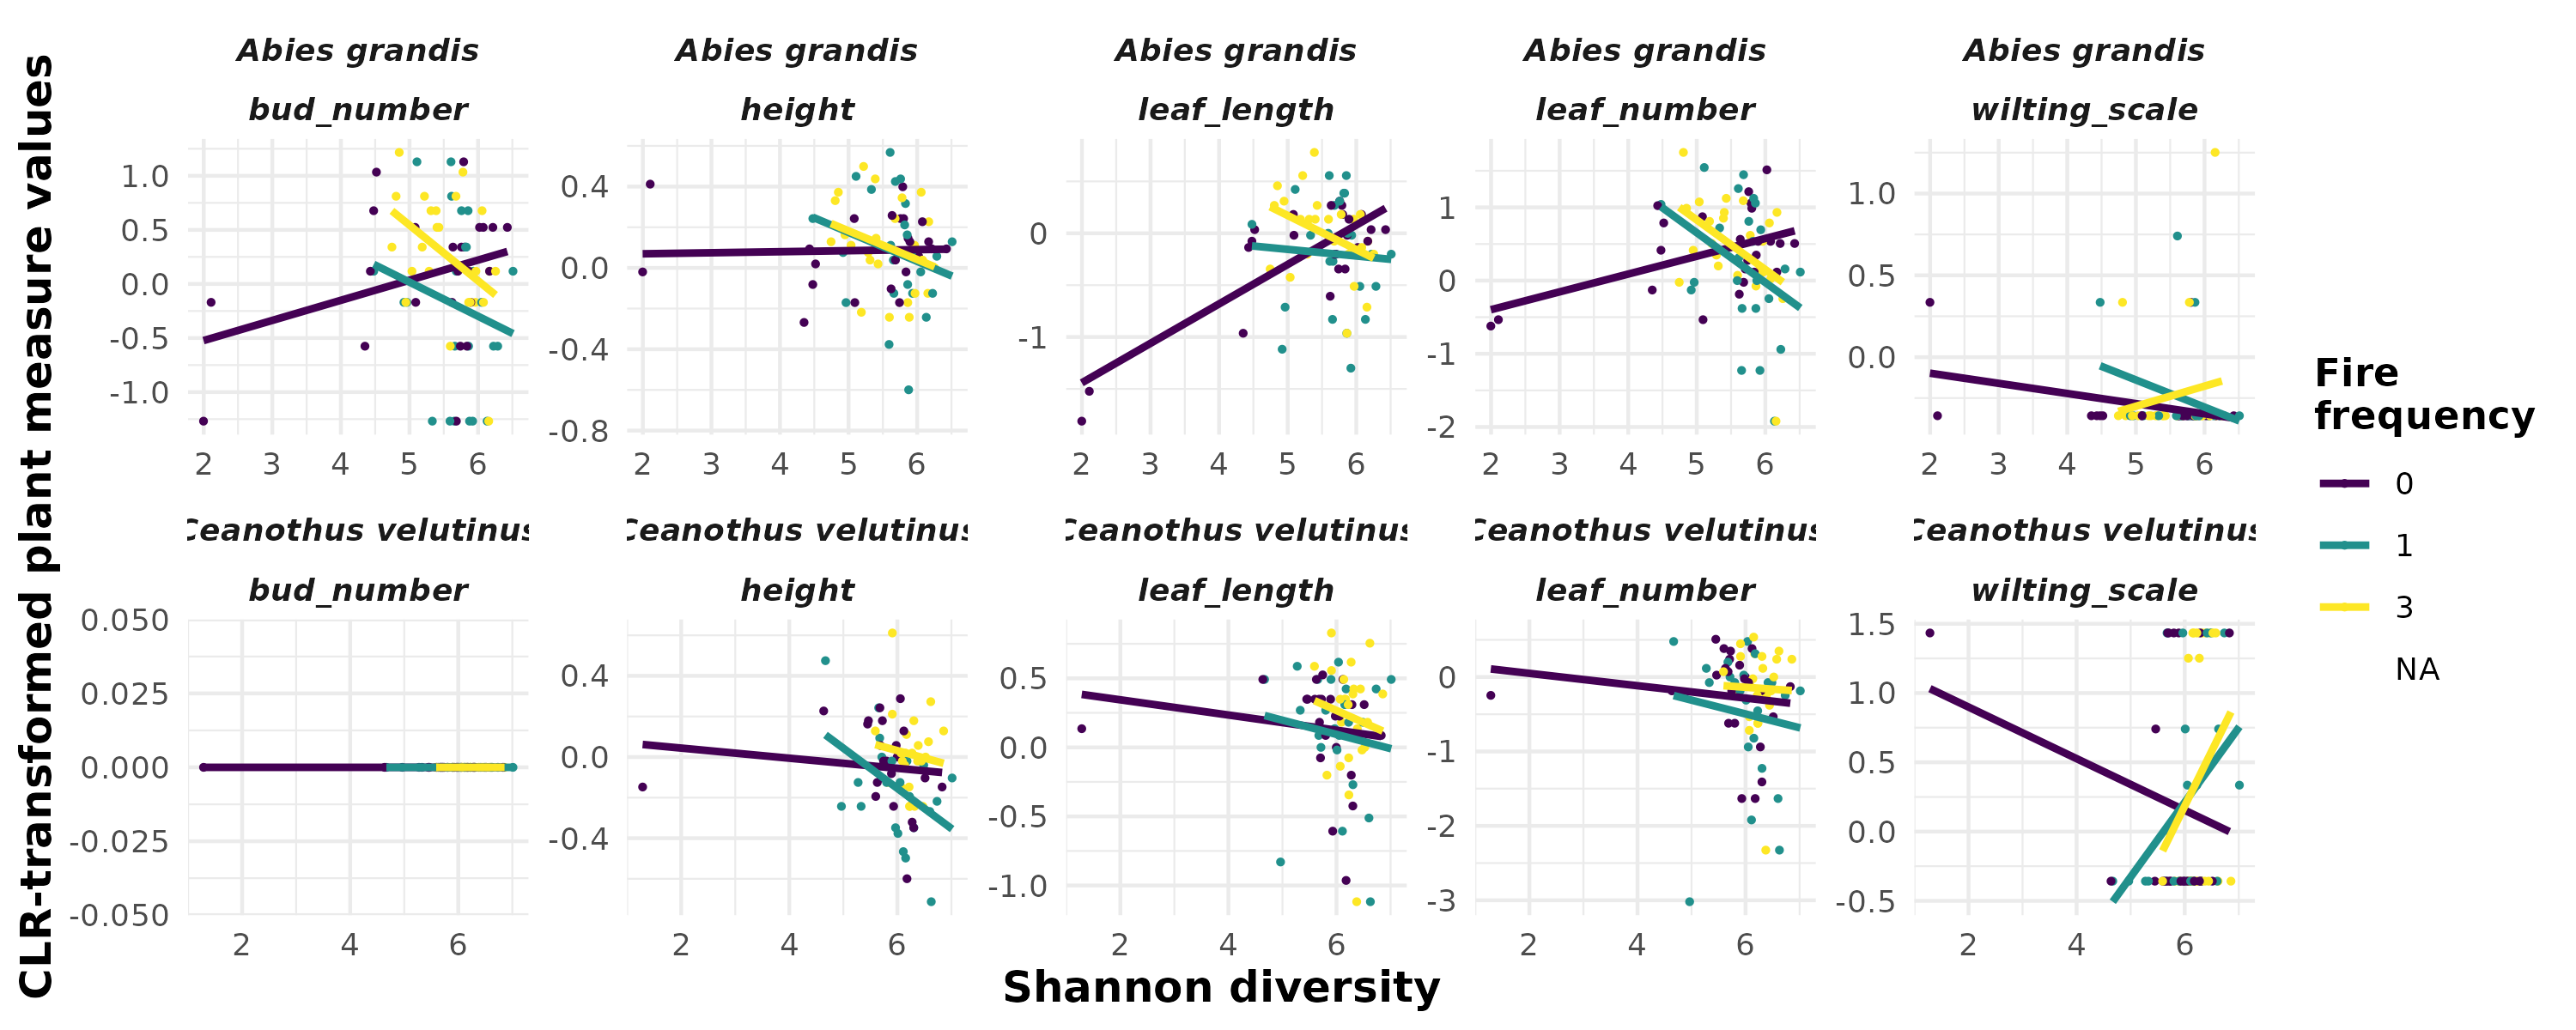 Abies grandis Abies grandis Abies grandis Abies grandis Abies grandis
bud_number height leaf_length leaf_number wilting_scale
CLR-transformed plant measure values
1.0
0.5
0.0
-0.5
-1.0
2 3 4 5 6
0.4
0.0
-0.4
-0.8
2 3 4 5 6
0
-1
2 3 4 5 6
1
0
-1
-2
2 3 4 5 6
1.0
0.5
0.0
2 3 4 5 6
Ceanothus velutinus Ceanothus velutinus Ceanothus velutinus Ceanothus velutinus Ceanothus velutinus
bud_number height leaf_length leaf_number wilting_scale
0.050
0.025
0.000
-0.025
-0.050
2 4 6
0.4
0.0
-0.4
2 4 6
0.5
0.0
-0.5
-1.0
2 4 6
0
-1
-2
-3
2 4 6
1.5
1.0
0.5
0.0
-0.5
2 4 6
Shannon diversity
Fire
frequency
0
1
3
NA